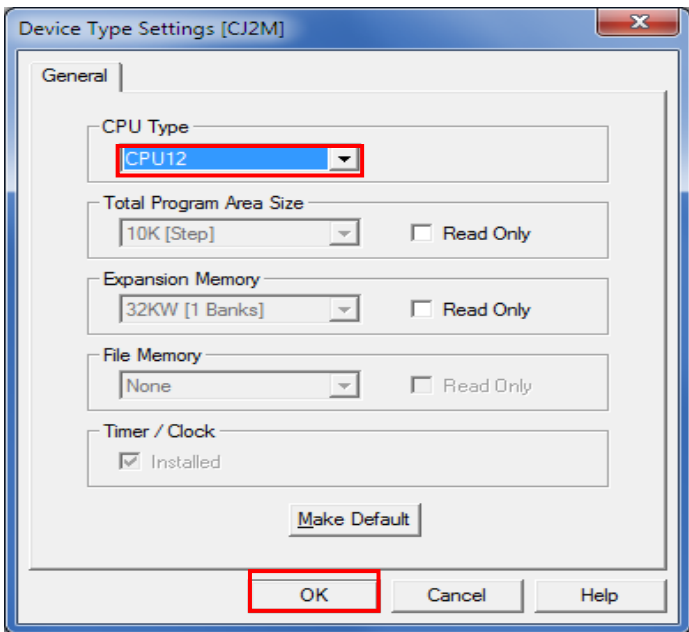 Device Type Settings [CJ2M]
General
CPU Type
CPU12
Total Program Area Size
10K [Step]
Read Only
Expansion Memory
32KW [1 Banks]
Read Only
File Memory
None
Read Only
Timer / Clock
Installed
Make Default
OK
Cancel
Help